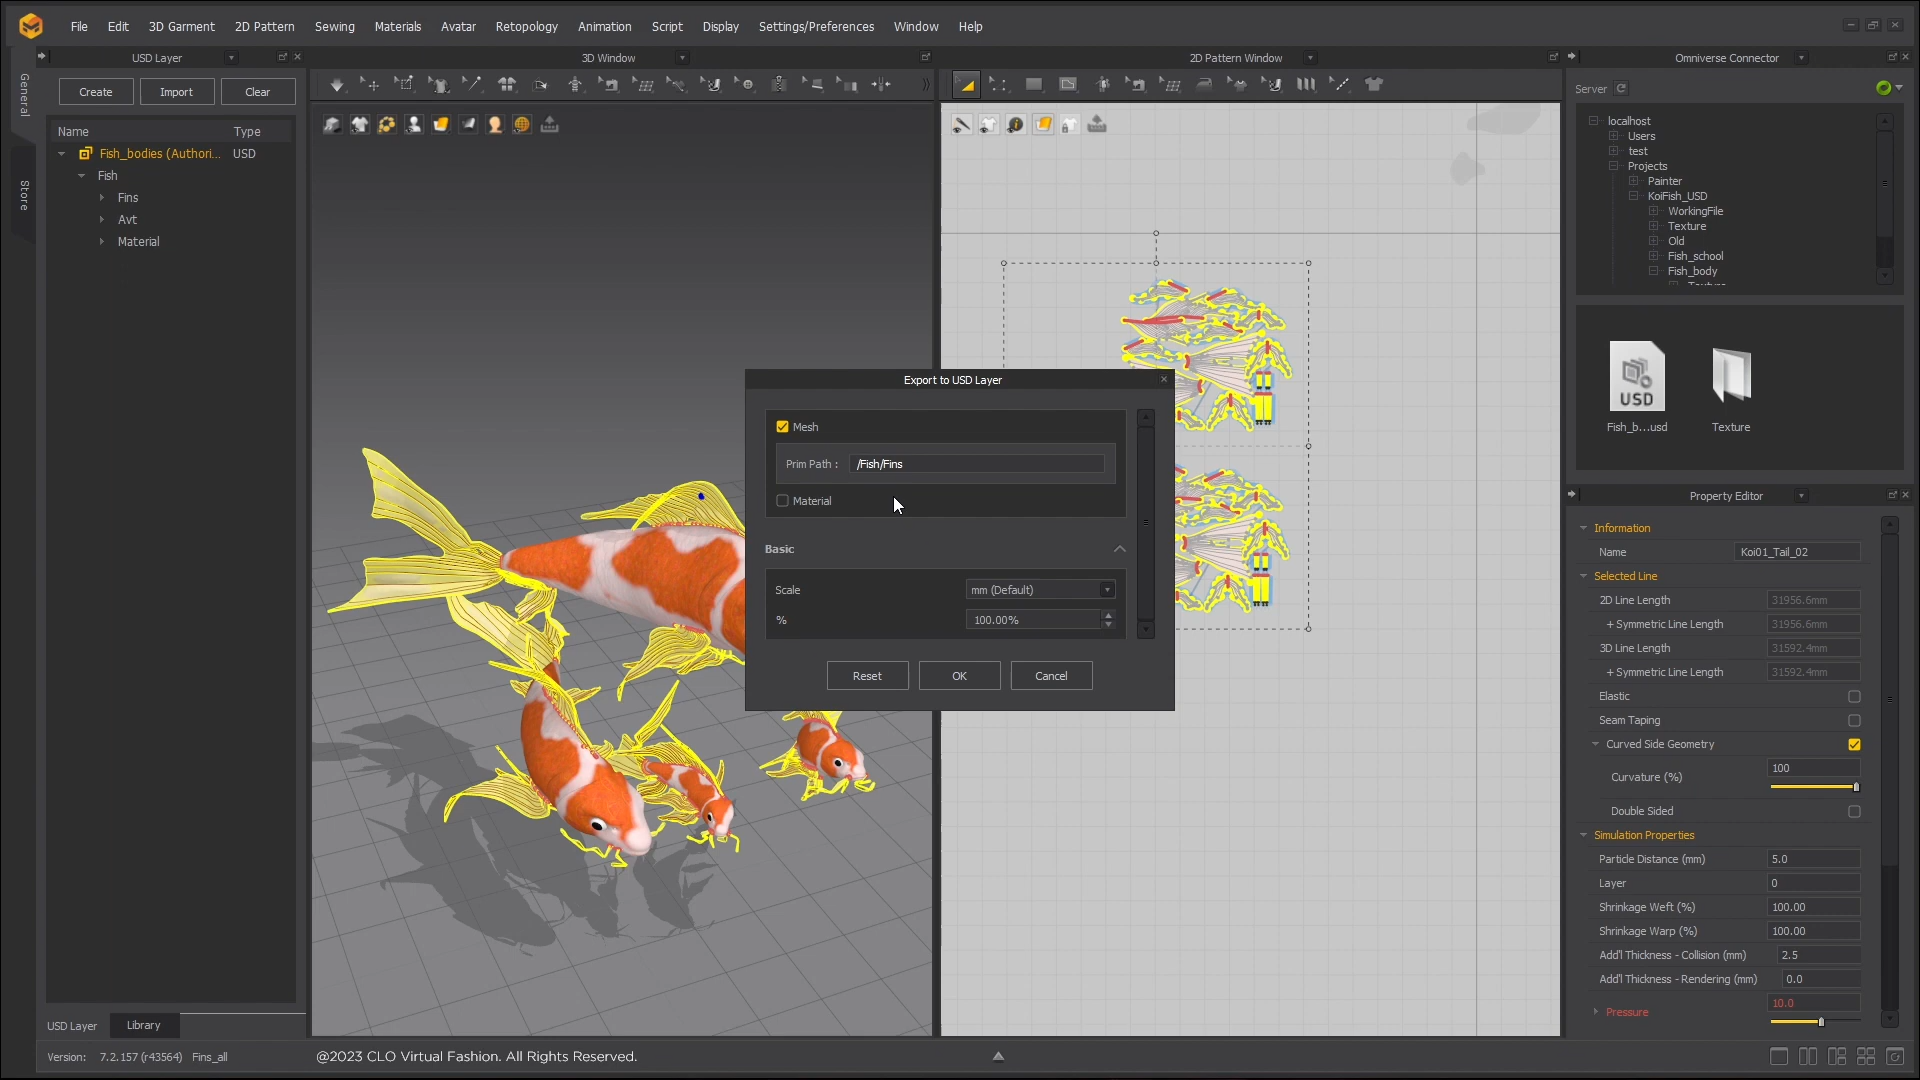 File Edit 3D Garment 2D Pattern Sewing Materials Avatar Retopology Animation Script Display Settings/Preferences Window Help
USD Layer
3D Window
2D Pattern Window
Omniverse Connector
General
Store
Create Import Clear
Name Type
Fish_bodies (Authori... USD
Fish
Fins
Avt
Material
Server
localhost
Users
test
Projects
Painter
KoiFish_USD
WorkingFile
Texture
Old
Fish_school
Fish_body
USD
Fish_b...usd Texture
Export to USD Layer
Mesh
Prim Path : /Fish/Fins
Material
Basic
Scale mm (Default)
% 100.00%
Reset OK Cancel
Property Editor
Information
Name Koi01_Tail_02
Selected Line
2D Line Length 31956.6mm
+ Symmetric Line Length 31956.6mm
3D Line Length 31592.4mm
+ Symmetric Line Length 31592.4mm
Elastic
Seam Taping
Curved Side Geometry
Curvature (%) 100
Double Sided
Simulation Properties
Particle Distance (mm) 5.0
Layer 0
Shrinkage Weft (%) 100.00
Shrinkage Warp (%) 100.00
Add'l Thickness - Collision (mm) 2.5
Add'l Thickness - Rendering (mm) 0.0
Pressure 10.0
USD Layer Library
Version: 7.2.157 (r43564) Fins_all
@2023 CLO Virtual Fashion. All Rights Reserved.